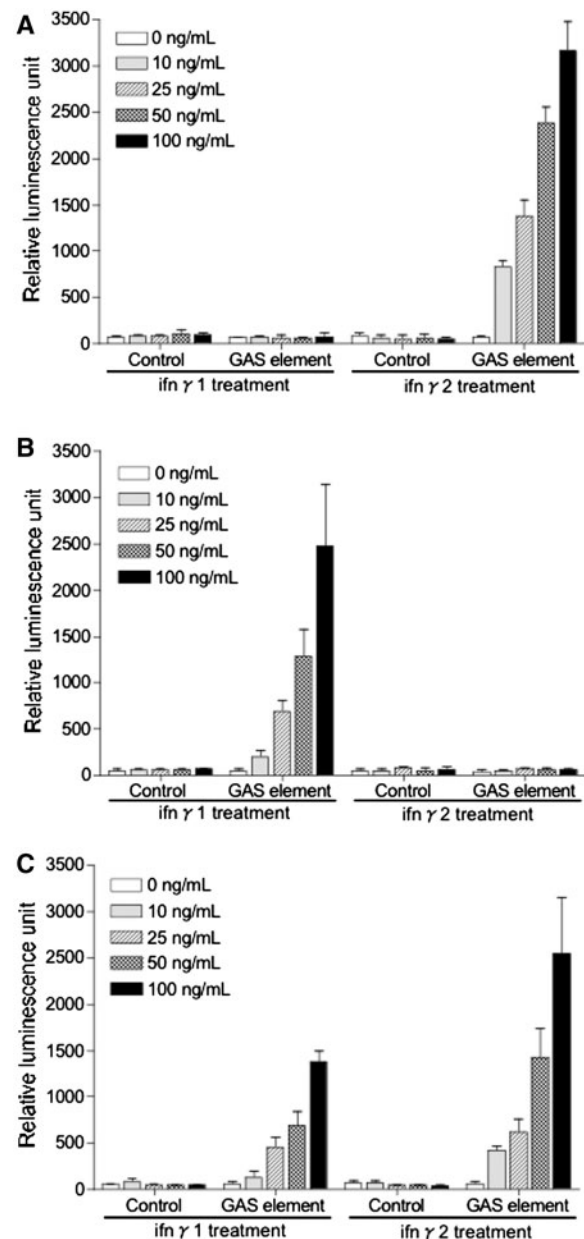 A
Relative luminescence unit
3500
3000
2500
2000
1500
1000
500
0
0 ng/mL
10 ng/mL
25 ng/mL
50 ng/mL
100 ng/mL
Control GAS element Control GAS element
ifn γ 1 treatment ifn γ 2 treatment
B
Relative luminescence unit
3500
3000
2500
2000
1500
1000
500
0
0 ng/mL
10 ng/mL
25 ng/mL
50 ng/mL
100 ng/mL
Control GAS element Control GAS element
ifn γ 1 treatment ifn γ 2 treatment
C
Relative luminescence unit
3500
3000
2500
2000
1500
1000
500
0
0 ng/mL
10 ng/mL
25 ng/mL
50 ng/mL
100 ng/mL
Control GAS element Control GAS element
ifn γ 1 treatment ifn γ 2 treatment